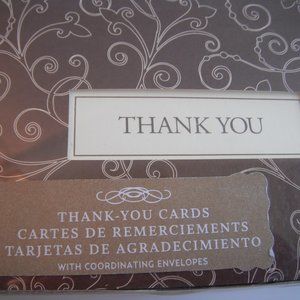 THANK YOU
THANK-YOU CARDS
CARTES DE REMERCIEMENTS
TARJETAS DE AGRADECIMIENTO
WITH COORDINATING ENVELOPES